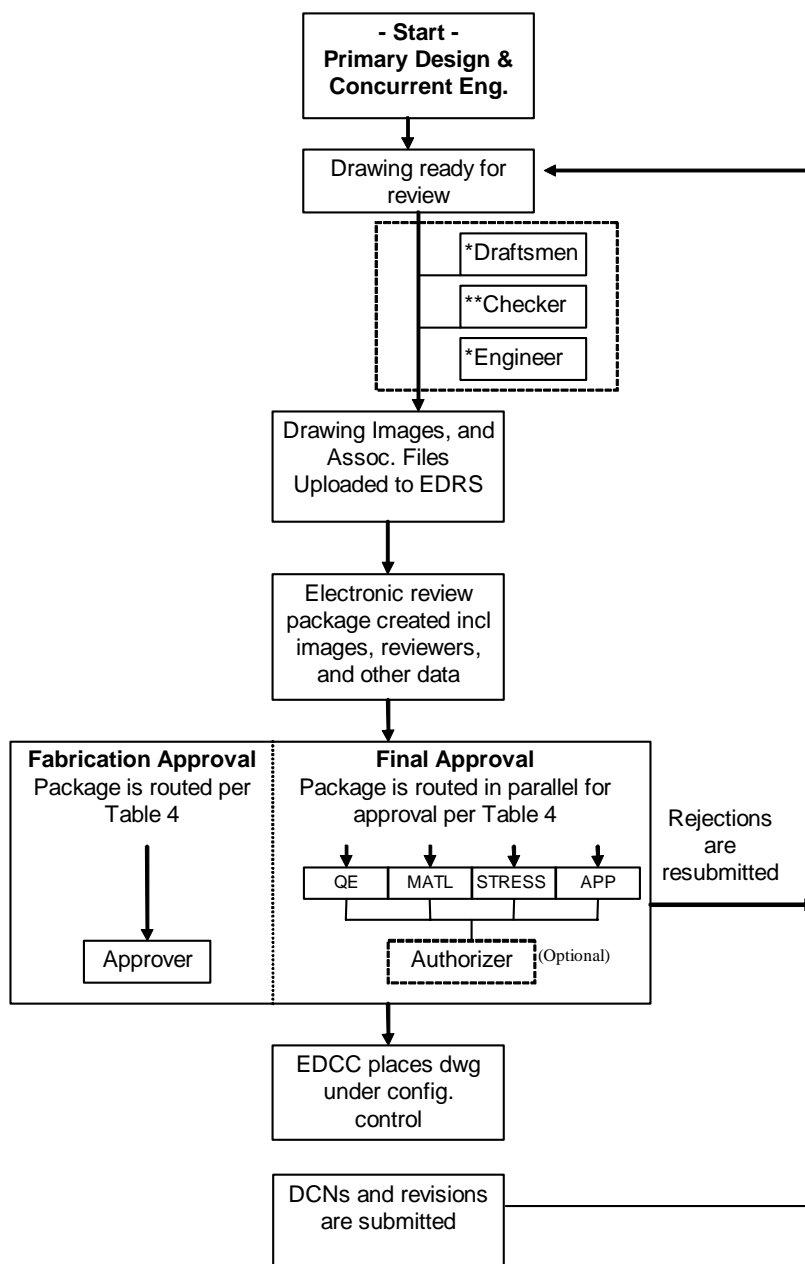 - Start -
Primary Design &
Concurrent Eng.
Drawing ready for
review
*Draftsmen
**Checker
*Engineer
Drawing Images, and
Assoc. Files
Uploaded to EDRS
Electronic review
package created incl
images, reviewers,
and other data
Fabrication Approval
Package is routed per
Table 4
Approver
Final Approval
Package is routed in parallel for
approval per Table 4
QE
MATL
STRESS
APP
Authorizer
(Optional)
Rejections
are
resubmitted
EDCC places dwg
under config.
control
DCNs and revisions
are submitted